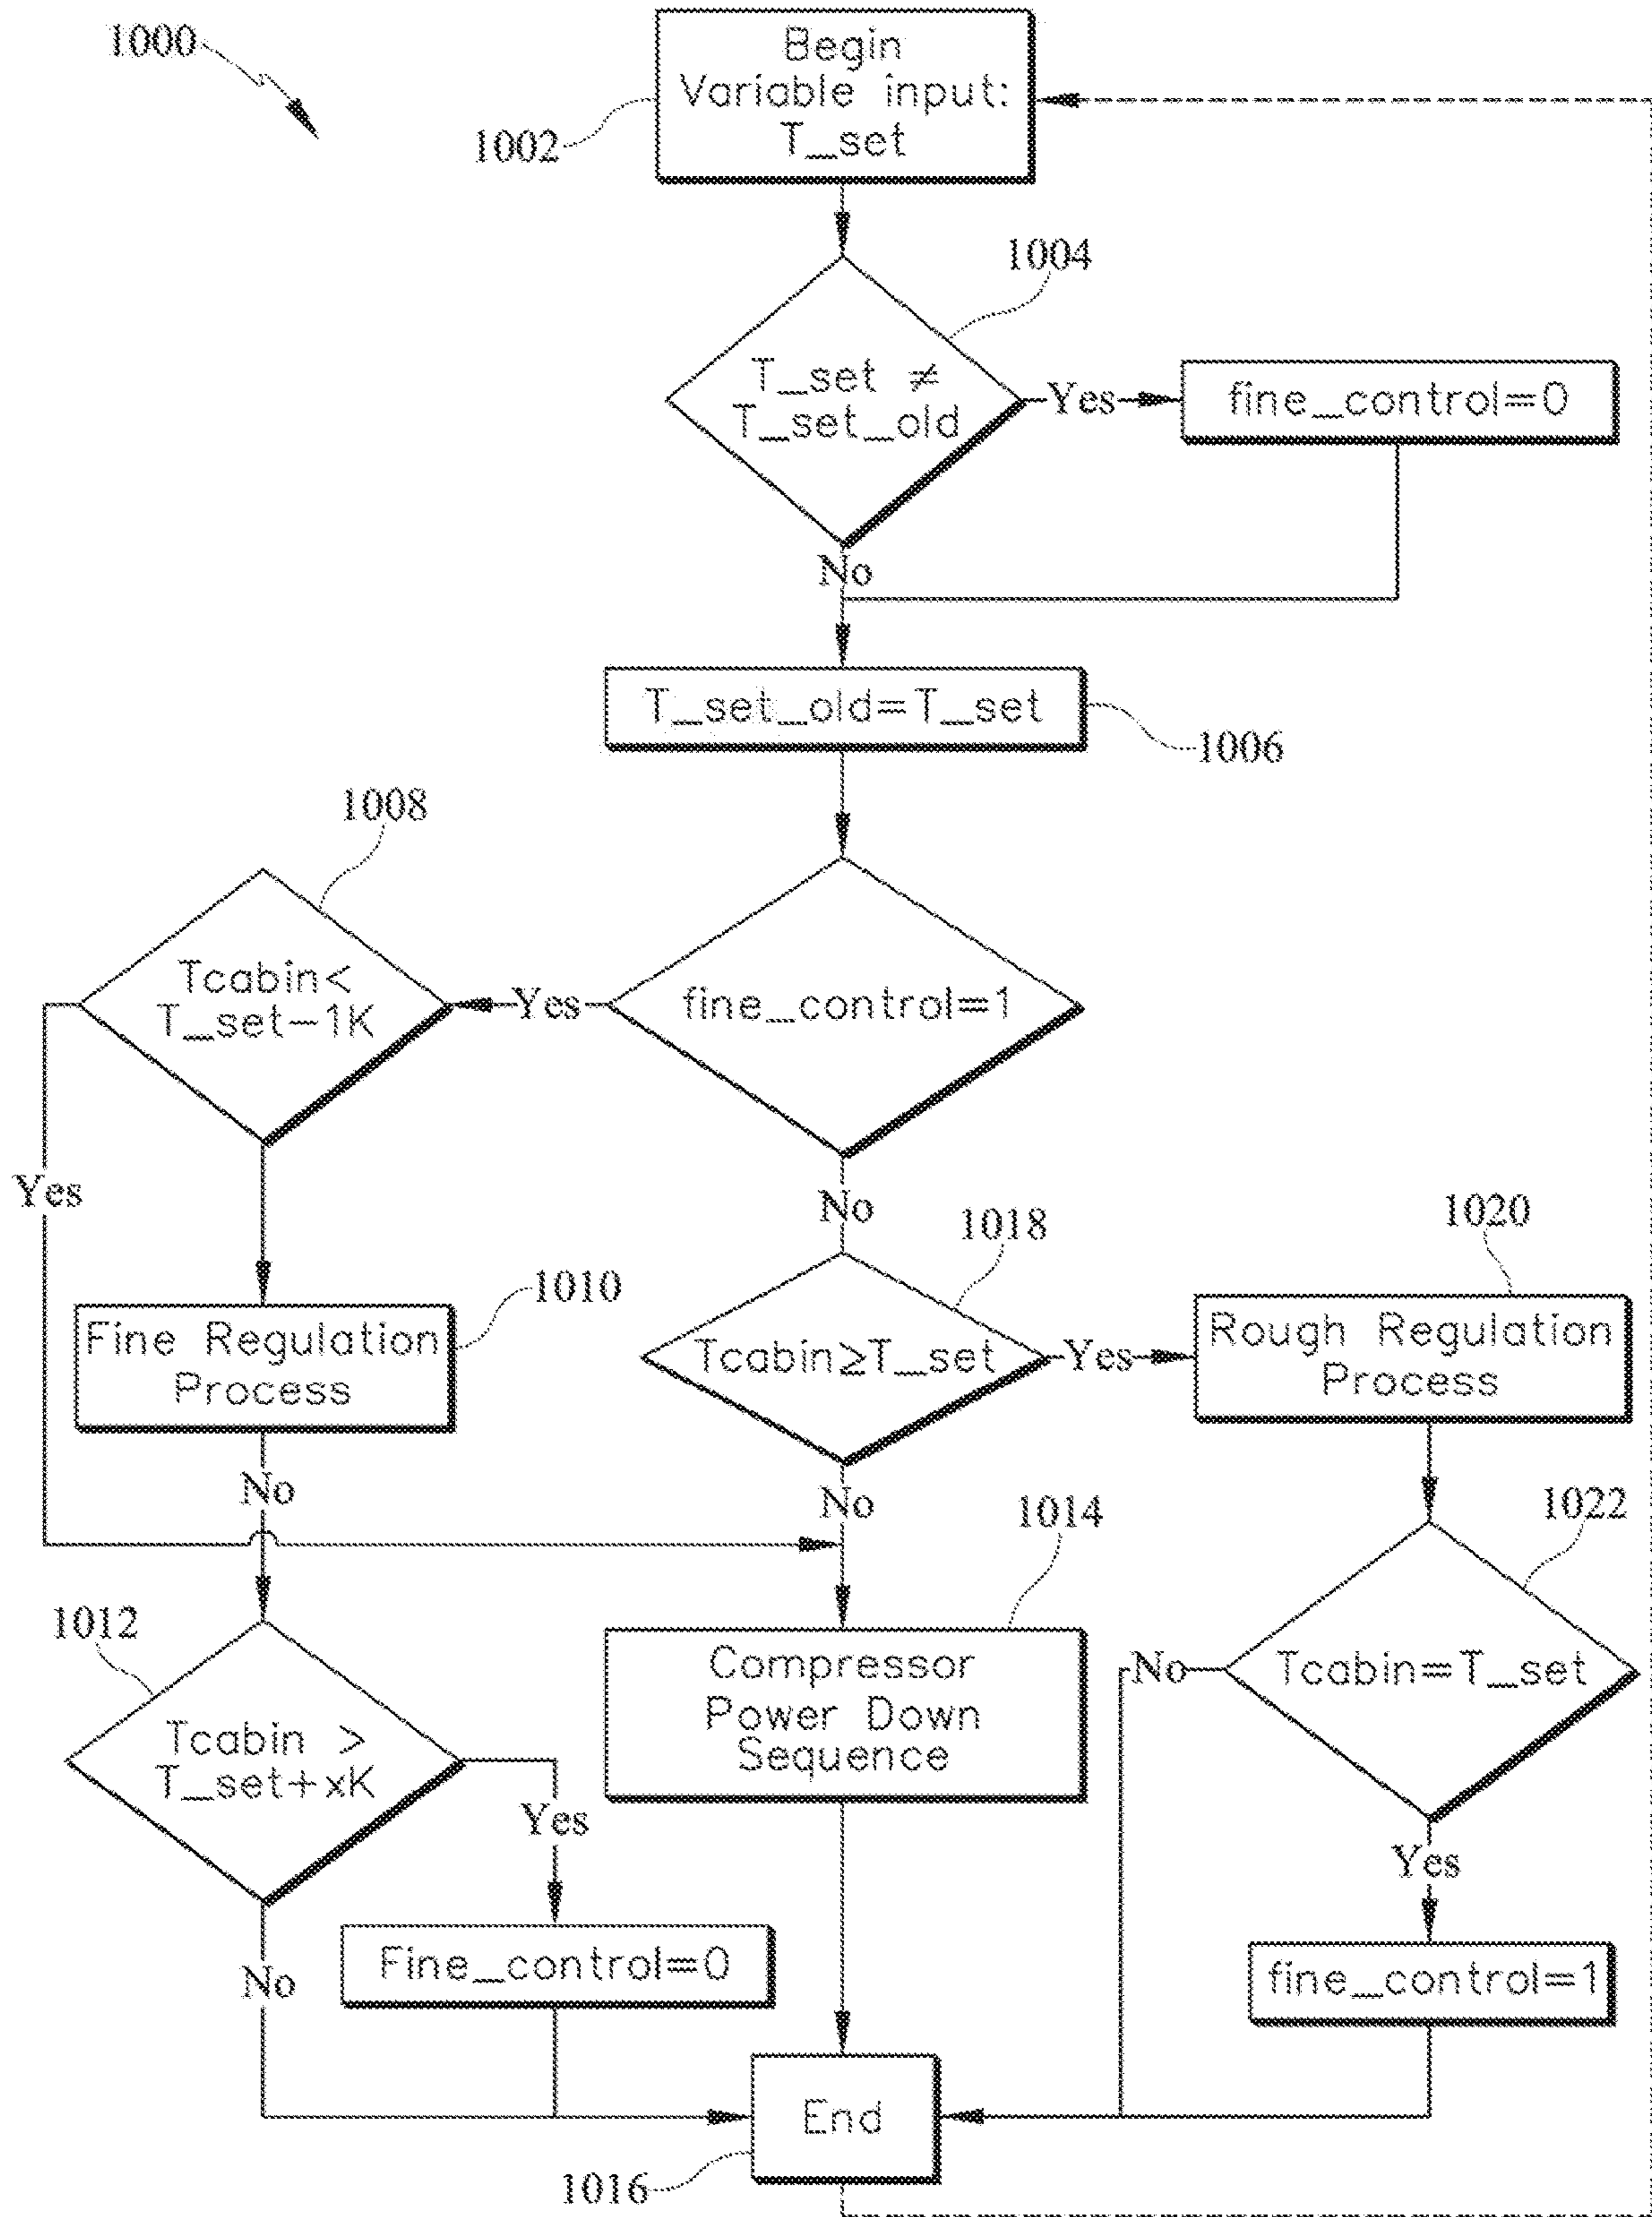 1000
Begin
Variable input:
T_set
1002
1004
T_set ≠
T_set_old
Yes
fine_control=0
No
T_set_old=T_set
1006
1008
Tcabin<
T_set-1K
Yes
fine_control=1
Yes
No
1010
Fine Regulation
Process
1018
Tcabin≥T_set
Yes
1020
Rough Regulation
Process
No
No
1014
1022
1012
Tcabin >
T_set+xK
Compressor
Power Down
Sequence
No
Tcabin=T_set
Yes
Yes
Fine_control=0
No
fine_control=1
End
1016